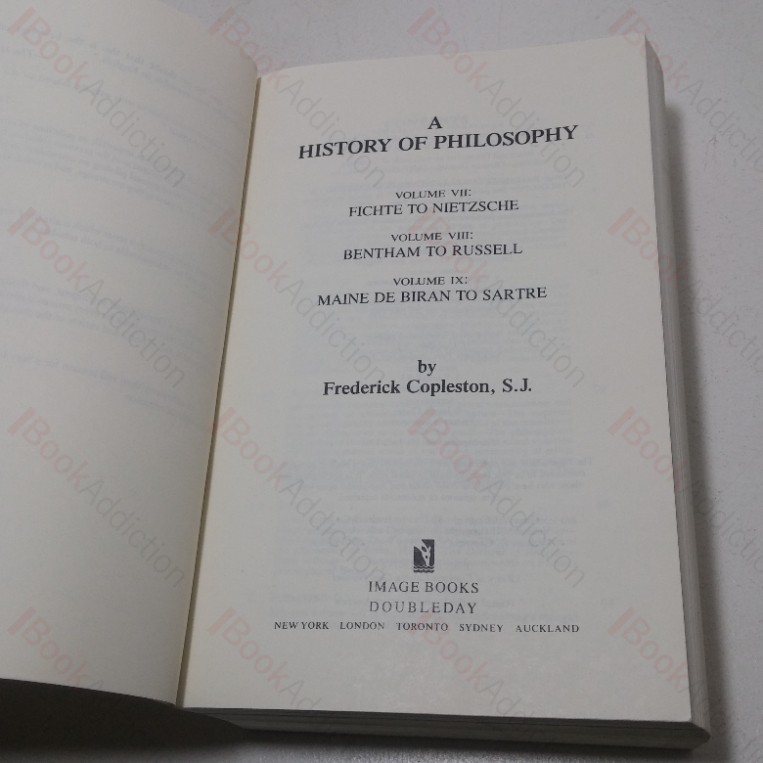 A
HISTORY OF PHILOSOPHY
VOLUME VII:
FICHTE TO NIETZSCHE
VOLUME VIII:
BENTHAM TO RUSSELL
VOLUME IX:
MAINE DE BIRAN TO SARTRE
by
Frederick Copleston, S.J.
IMAGE BOOKS
DOUBLEDAY
NEW YORK LONDON TORONTO SYDNEY AUCKLAND
BookAddiction